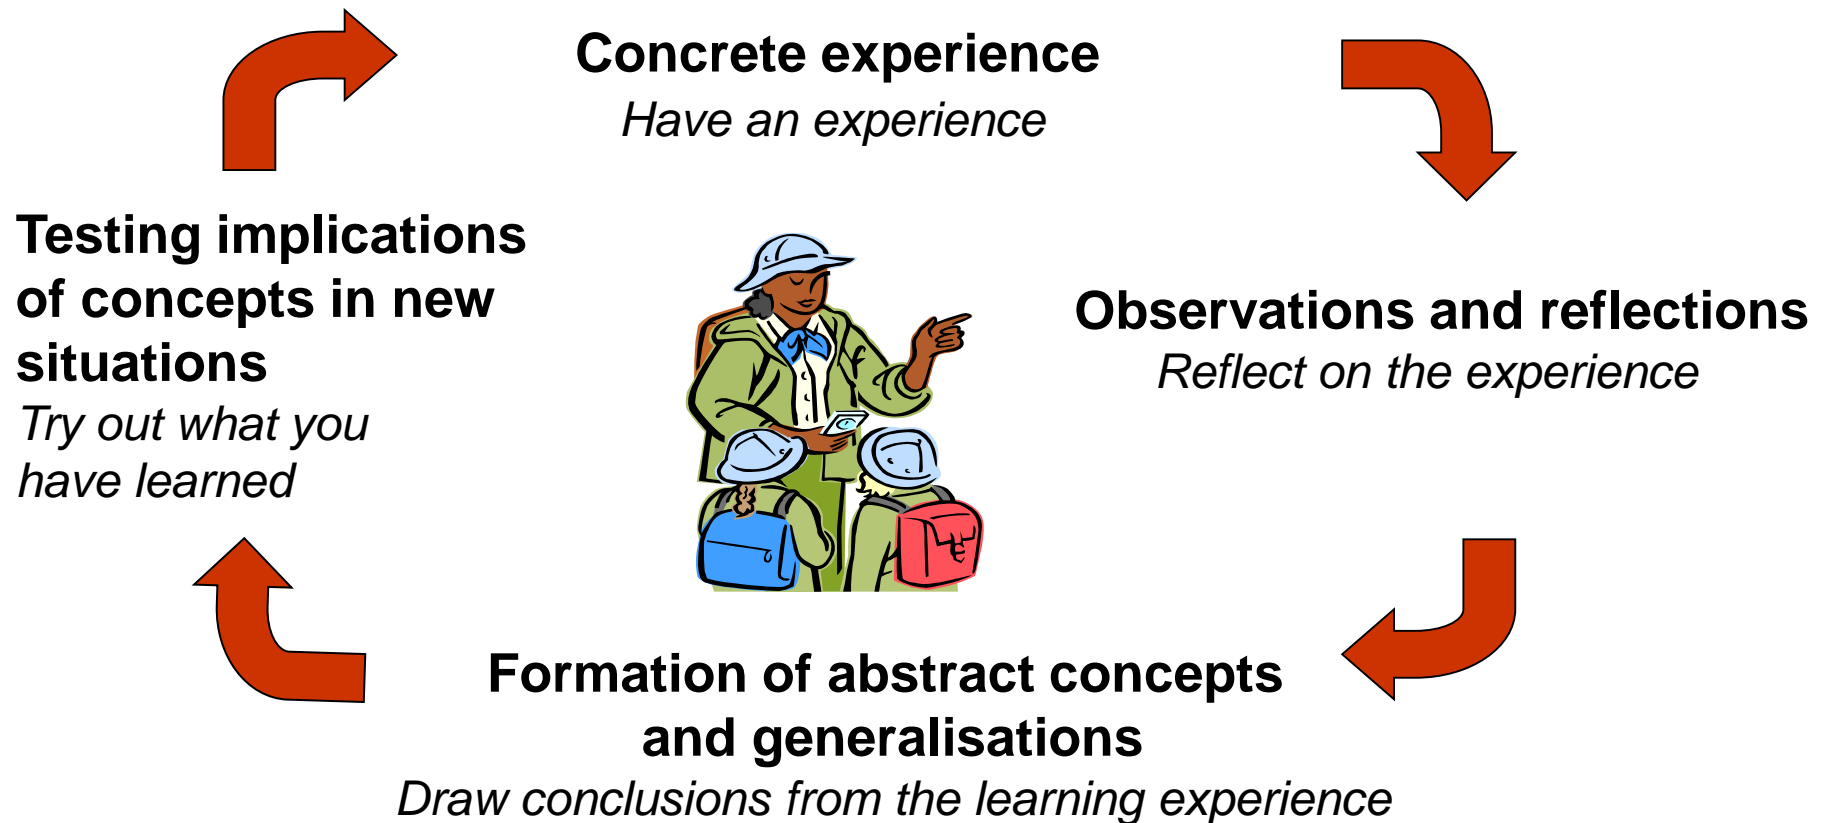 Concrete experience
Have an experience
Observations and reflections
Reflect on the experience
Formation of abstract concepts
and generalisations
Draw conclusions from the learning experience
Testing implications
of concepts in new
situations
Try out what you
have learned